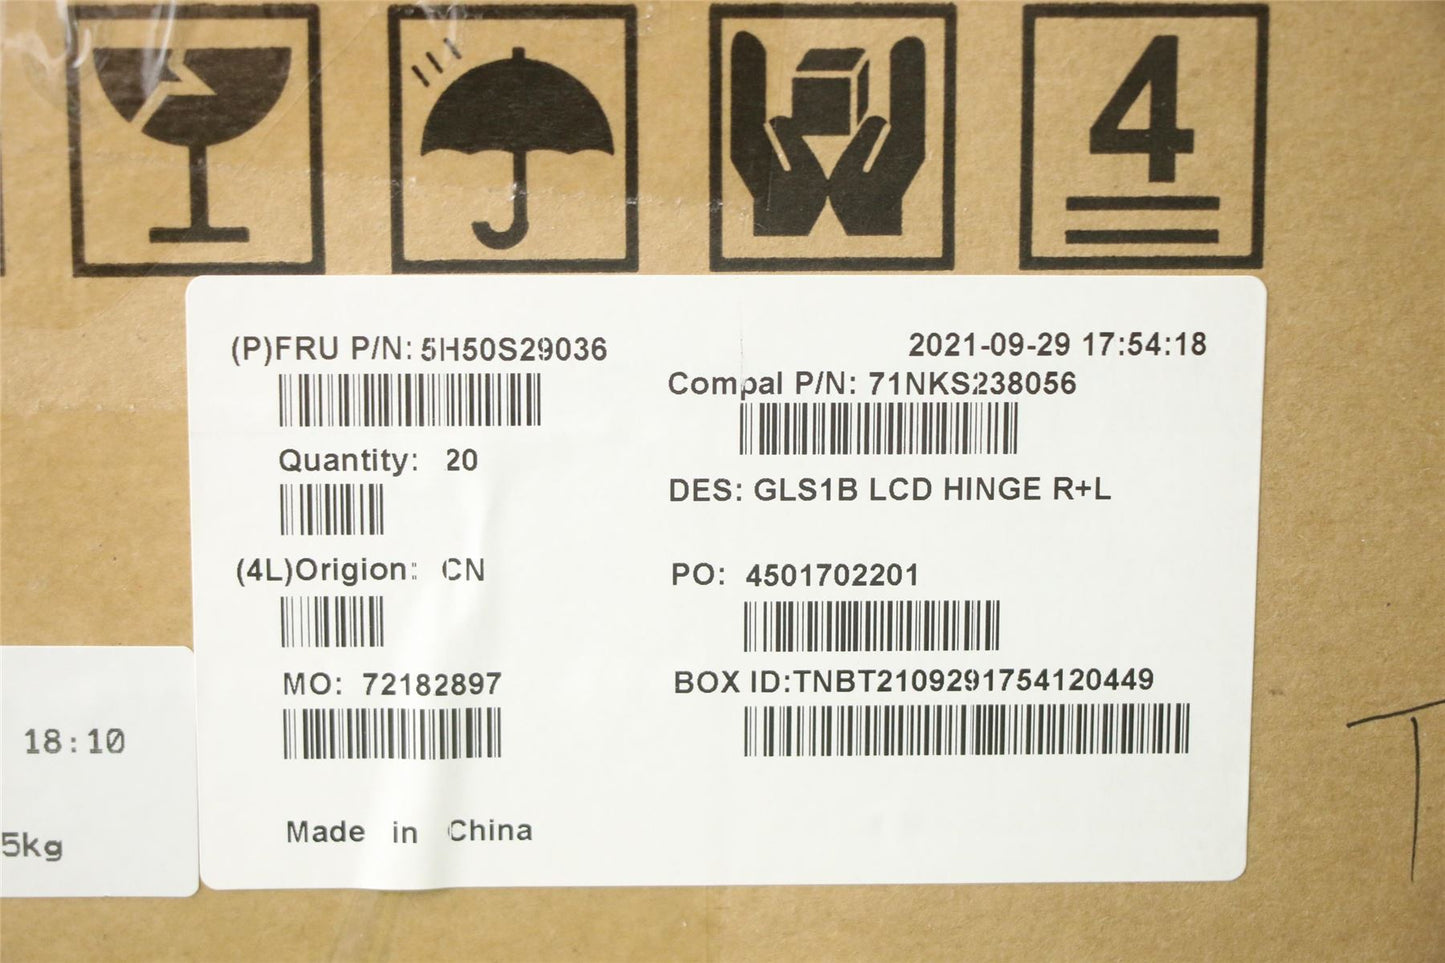 4
(P)FRU P/N: 5H50S29036
2021-09-29 17:54:18
Compal P/N: 71NKS238056
Quantity: 20
DES: GLS1B LCD HINGE R+L
(4L)Origion: CN
PO: 4501702201
MO: 72182897
BOX ID:TNBT2109291754120449
Made in China
18:10
5kg
T